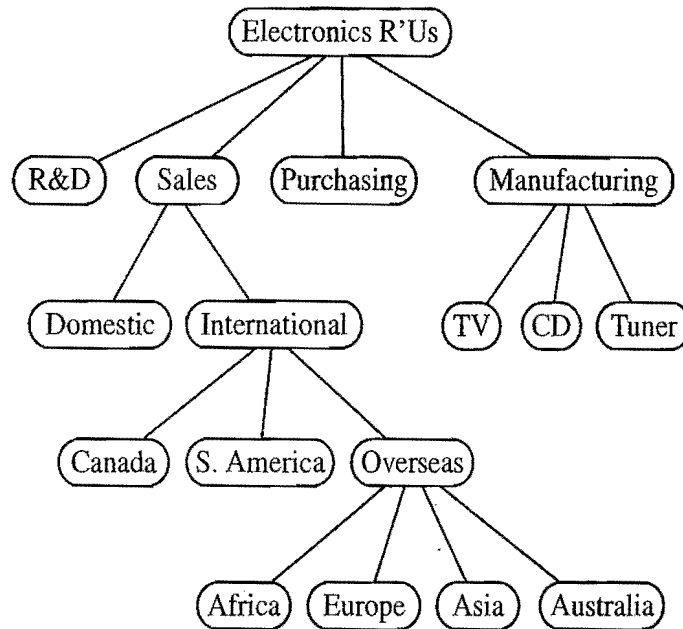 Electronics R'Us
R&D Sales Purchasing Manufacturing
Domestic International TV CD Tuner
Canada S. America Overseas
Africa Europe Asia Australia